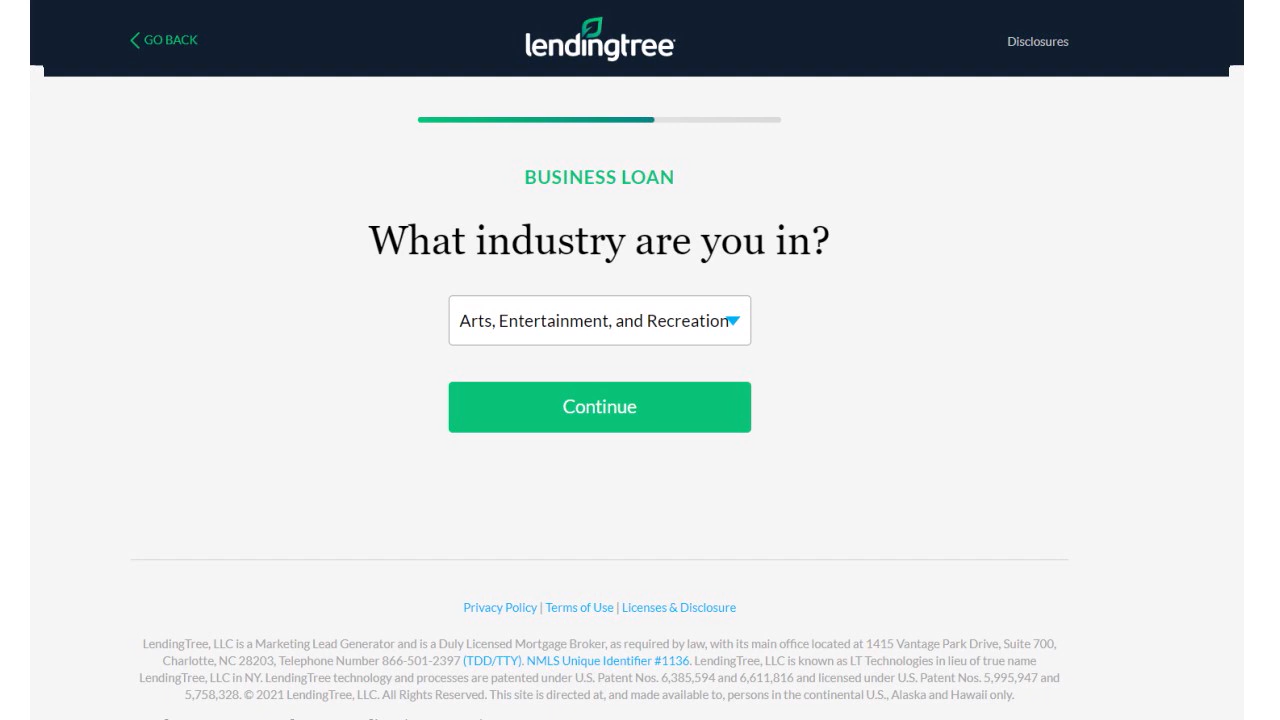 GO BACK
lendingtree
Disclosures
BUSINESS LOAN
What industry are you in?
Arts, Entertainment, and Recreation
Continue
Privacy Policy | Terms of Use | Licenses & Disclosure
LendingTree, LLC is a Marketing Lead Generator and is a Duly Licensed Mortgage Broker, as required by law, with its main office located at 1415 Vantage Park Drive, Suite 700,
Charlotte, NC 28203, Telephone Number 866-501-2397 (TDD/TTY). NMLS Unique Identifier #1136. LendingTree, LLC is known as LT Technologies in lieu of true name
LendingTree, LLC in NY. LendingTree technology and processes are patented under U.S. Patent Nos. 6,385,594 and 6,611,816 and licensed under U.S. Patent Nos. 5,995,947 and
5,758,328. © 2021 LendingTree, LLC. All Rights Reserved. This site is directed at, and made available to, persons in the continental U.S., Alaska and Hawaii only.